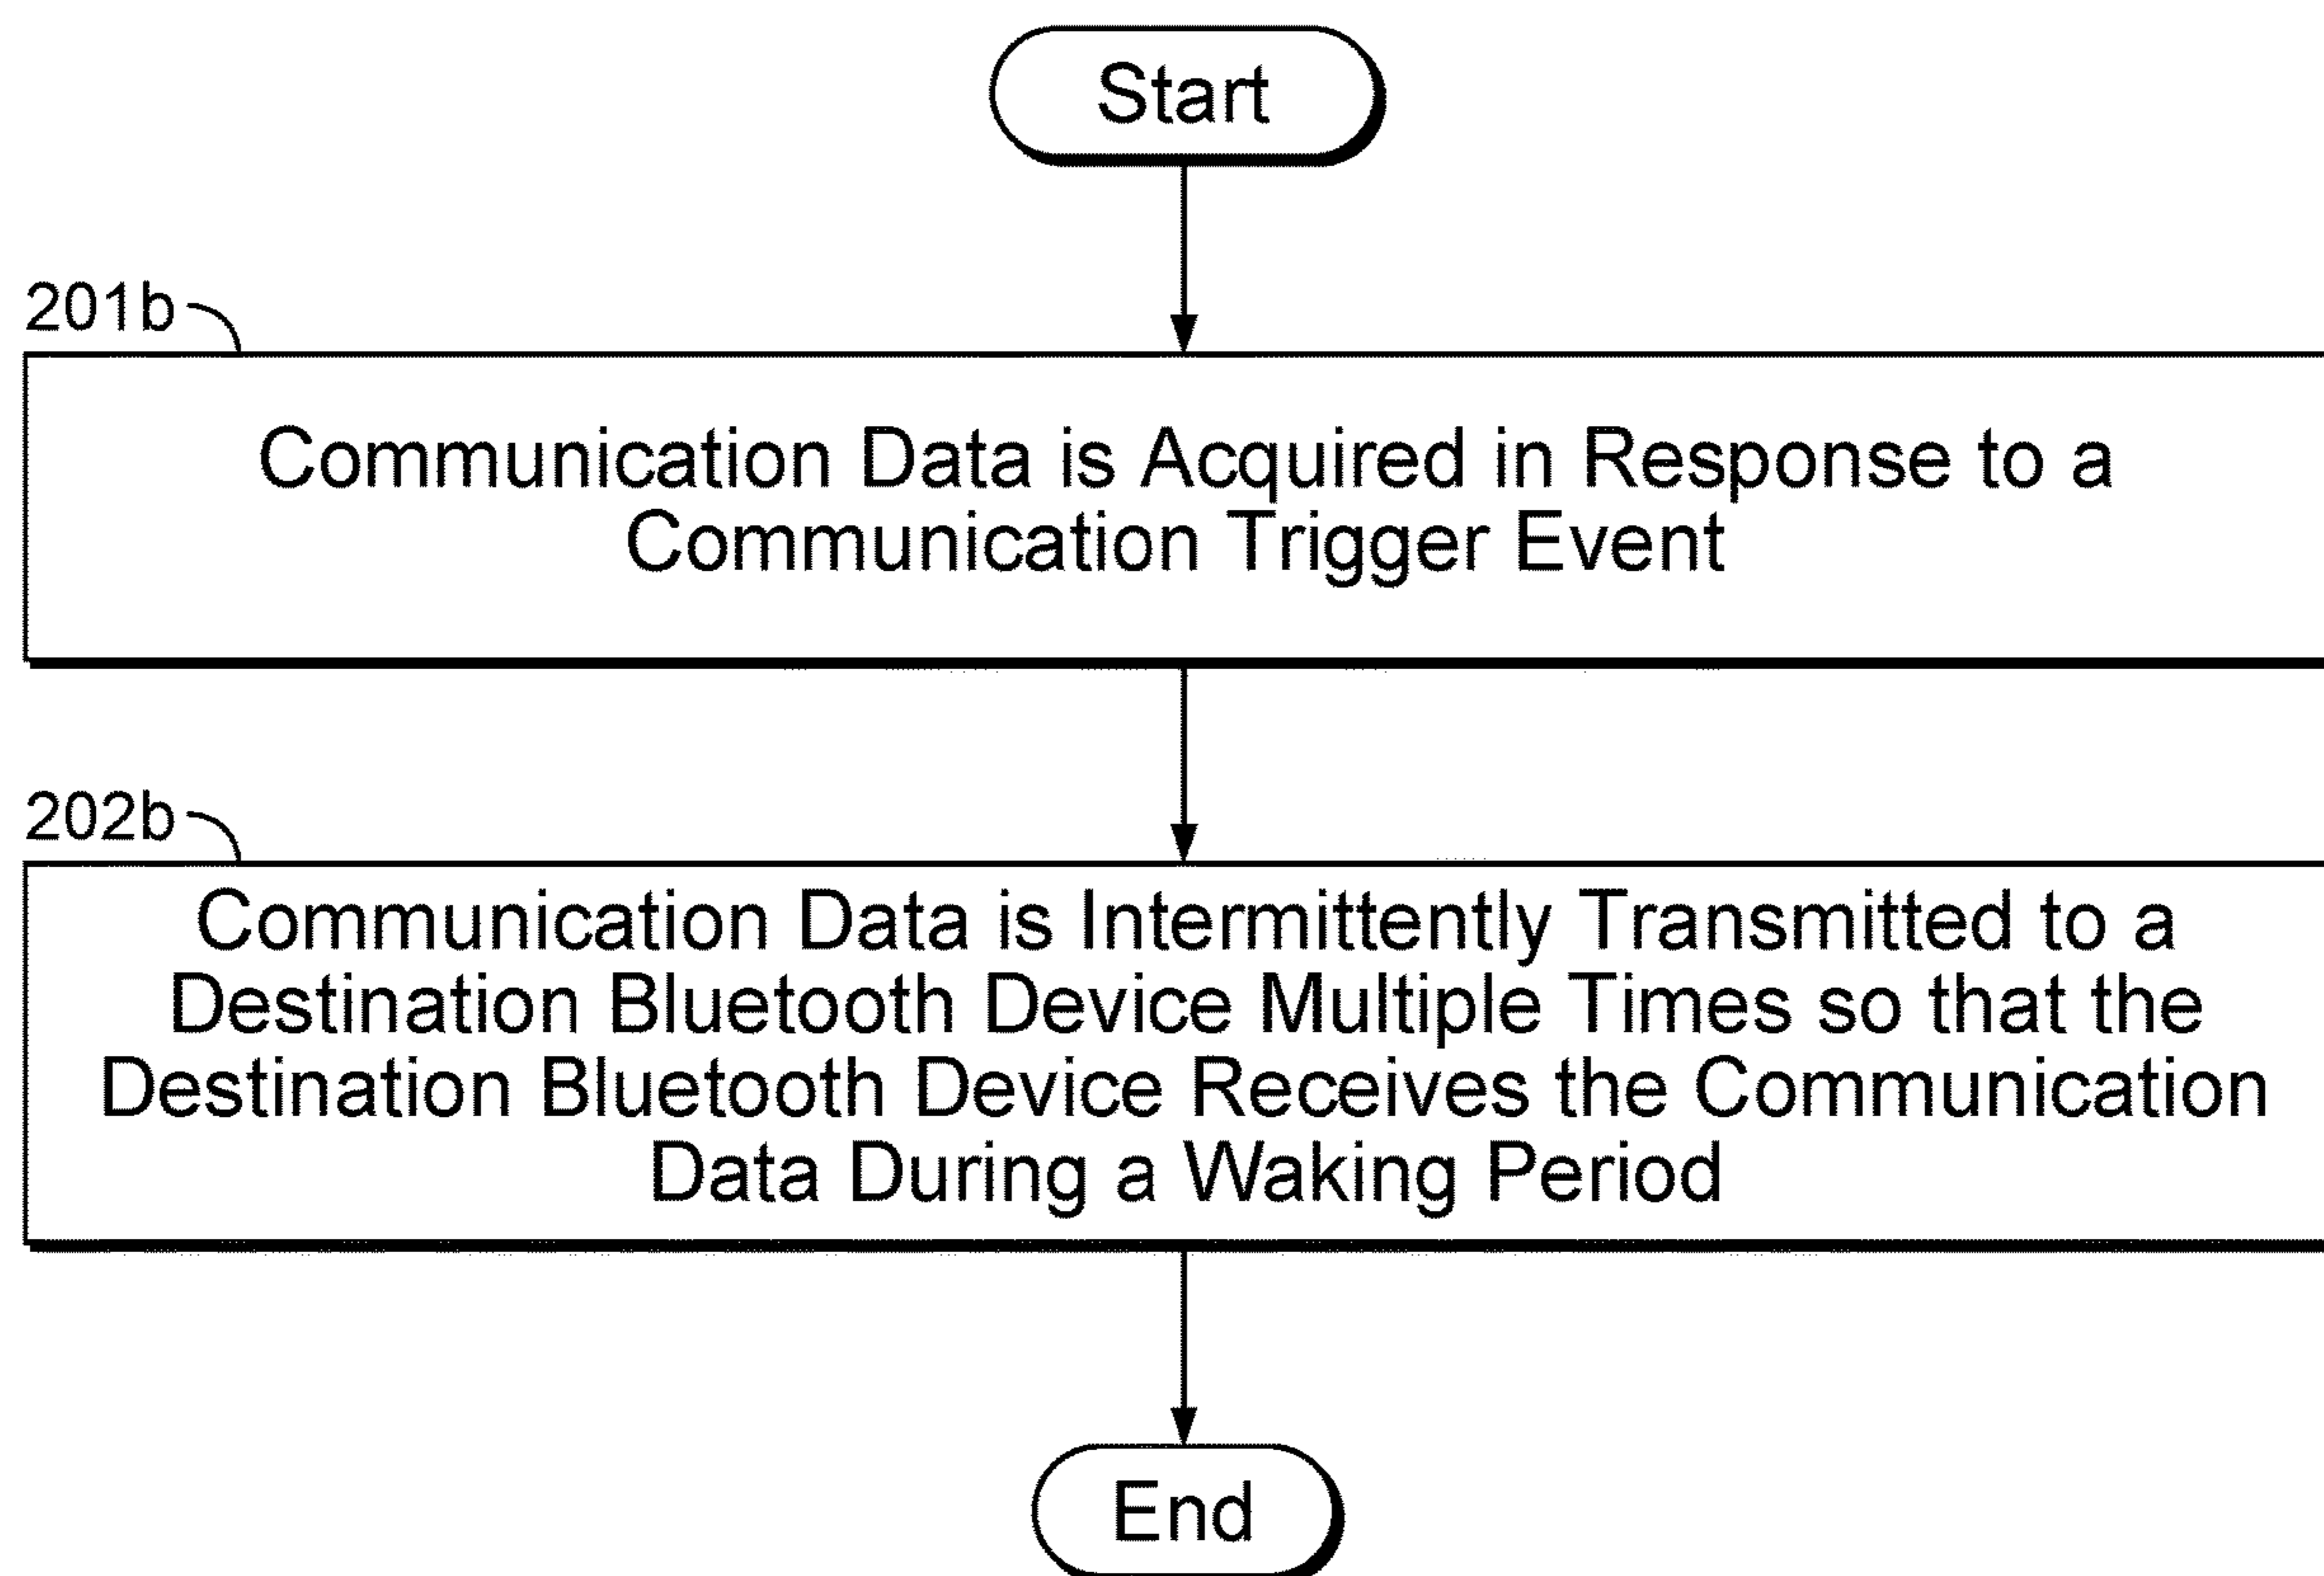 Start
201b
Communication Data is Acquired in Response to a
Communication Trigger Event
202b
Communication Data is Intermittently Transmitted to a
Destination Bluetooth Device Multiple Times so that the
Destination Bluetooth Device Receives the Communication
Data During a Waking Period
End